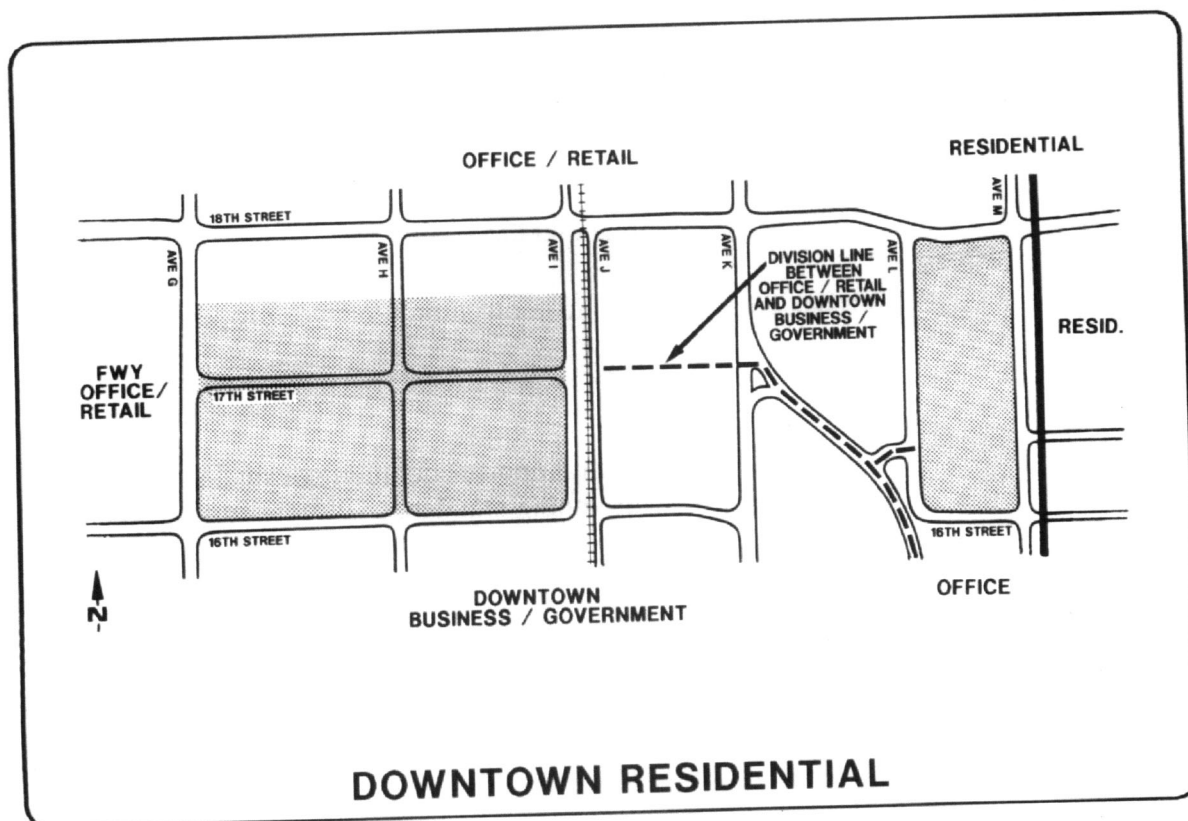 OFFICE / RETAIL
RESIDENTIAL
18TH STREET
AVE M
AVE G
AVE H
AVE I
AVE J
AVE K
AVE L
DIVISION LINE
BETWEEN
OFFICE / RETAIL
AND DOWNTOWN
BUSINESS /
GOVERNMENT
RESID.
FWY
OFFICE/
RETAIL
17TH STREET
16TH STREET
16TH STREET
N
DOWNTOWN
BUSINESS / GOVERNMENT
OFFICE
DOWNTOWN RESIDENTIAL